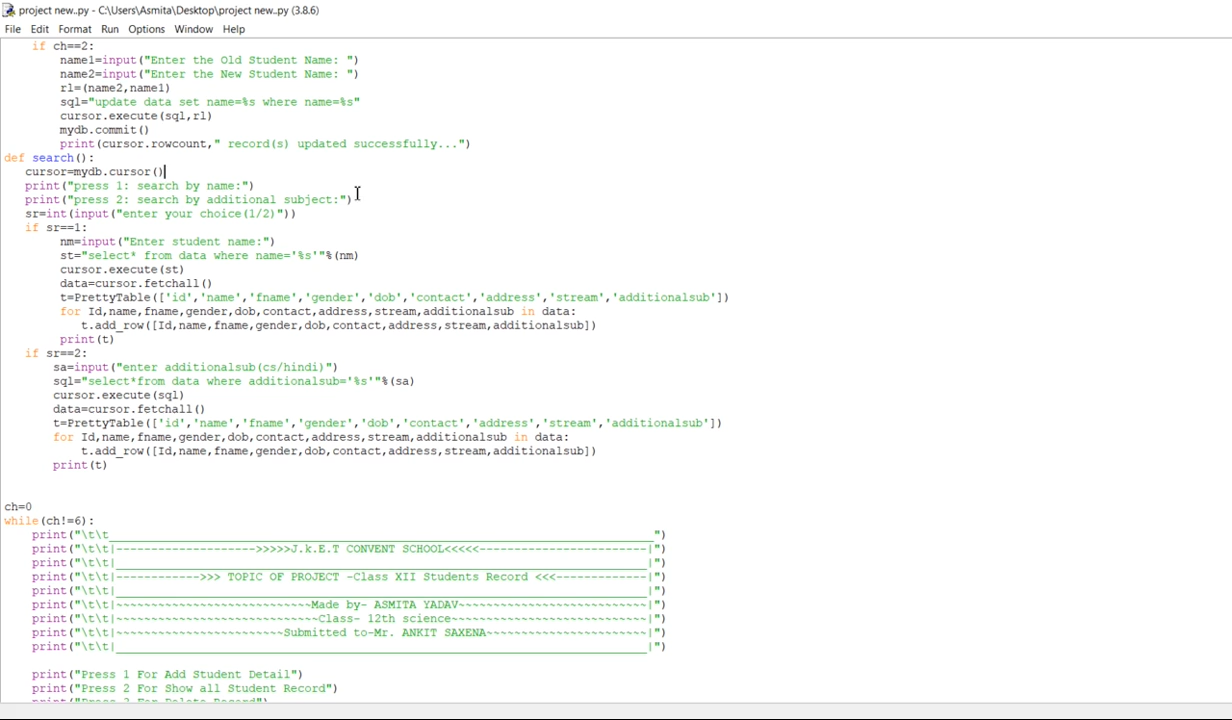 project new..py - C:\Users\Asmita\Desktop\project new..py (3.8.6)
File Edit Format Run Options Window Help
    if ch==2:
        name1=input("Enter the Old Student Name: ")
        name2=input("Enter the New Student Name: ")
        rl=(name2,name1)
        sql="update data set name=%s where name=%s"
        cursor.execute(sql,rl)
        mydb.commit()
        print(cursor.rowcount," record(s) updated successfully...")
def search():
   cursor=mydb.cursor()
   print("press 1: search by name:")
   print("press 2: search by additional subject:")
   sr=int(input("enter your choice(1/2)"))
   if sr==1:
        nm=input("Enter student name:")
        st="select* from data where name='%s'"%(nm)
        cursor.execute(st)
        data=cursor.fetchall()
        t=PrettyTable(['id','name','fname','gender','dob','contact','address','stream','additionalsub'])
        for Id,name,fname,gender,dob,contact,address,stream,additionalsub in data:
           t.add_row([Id,name,fname,gender,dob,contact,address,stream,additionalsub])
        print(t)
   if sr==2:
       sa=input("enter additionalsub(cs/hindi)")
       sql="select*from data where additionalsub='%s'"%(sa)
       cursor.execute(sql)
       data=cursor.fetchall()
       t=PrettyTable(['id','name','fname','gender','dob','contact','address','stream','additionalsub'])
       for Id,name,fname,gender,dob,contact,address,stream,additionalsub in data:
           t.add_row([Id,name,fname,gender,dob,contact,address,stream,additionalsub])
       print(t)
ch=0
while(ch!=6):
    print("\t\t______________________________________________________________________________")
    print("\t\t|-------------------->>>>>J.k.E.T CONVENT SCHOOL<<<<<------------------------|")
    print("\t\t|____________________________________________________________________________|")
    print("\t\t|------------>>> TOPIC OF PROJECT -Class XII Students Record <<<-------------|")
    print("\t\t|____________________________________________________________________________|")
    print("\t\t|~~~~~~~~~~~~~~~~~~~~~~~~~~~~Made by- ASMITA YADAV~~~~~~~~~~~~~~~~~~~~~~~~~~~|")
    print("\t\t|~~~~~~~~~~~~~~~~~~~~~~~~~~~~~Class- 12th science~~~~~~~~~~~~~~~~~~~~~~~~~~~~|")
    print("\t\t|~~~~~~~~~~~~~~~~~~~~~~~~Submitted to-Mr. ANKIT SAXENA~~~~~~~~~~~~~~~~~~~~~~~|")
    print("\t\t|____________________________________________________________________________|")
    print("Press 1 For Add Student Detail")
    print("Press 2 For Show all Student Record")
    print("Press 3 For Delete Record")